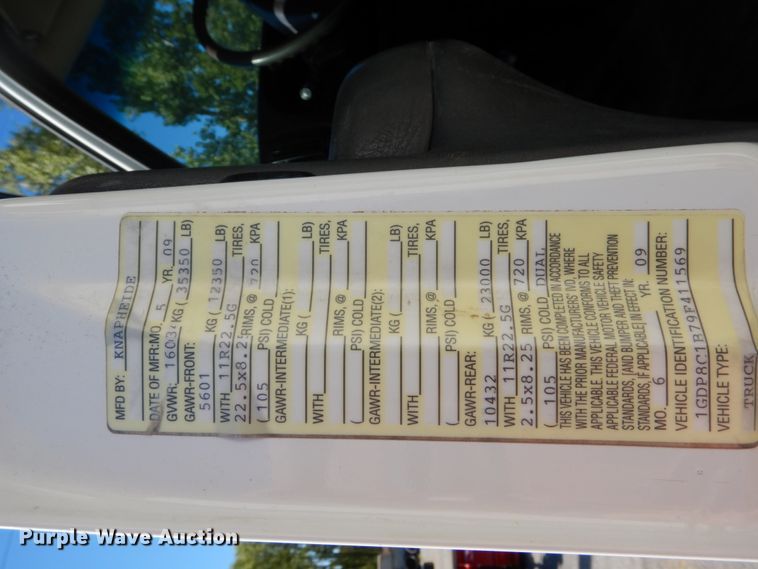 MFD BY: KNAPHEIDE
DATE OF MFR: MO. 5 YR. 09
GVWR: 16034 KG ( 35350 LB)
GAWR-FRONT:
5601 KG ( 12350 LB)
WITH 11R22.5G TIRES,
22.5x8.25 RIMS, @ 720 KPA
( 105 PSI) COLD
GAWR-INTERMEDIATE(1):
KG ( LB)
WITH TIRES,
RIMS, @ KPA
( PSI) COLD
GAWR-INTERMEDIATE(2):
KG ( LB)
WITH TIRES,
RIMS, @ KPA
( PSI) COLD
GAWR-REAR:
10432 KG ( 23000 LB)
WITH 11R22.5G TIRES,
2.5x8.25 RIMS, @ 720 KPA
( 105 PSI) COLD DUAL
THIS VEHICLE HAS BEEN COMPLETED IN ACCORDANCE
WITH THE PRIOR MANUFACTURERS IVD, WHERE
APPLICABLE. THIS VEHICLE CONFORMS TO ALL
APPLICABLE FEDERAL MOTOR VEHICLE SAFETY
STANDARDS, [AND BUMPER AND THEFT PREVENTION
STANDARDS, IF APPLICABLE] IN EFFECT IN:
MO. 6 YR. 09
VEHICLE IDENTIFICATION NUMBER:
1GDP8C1B79F411569
VEHICLE TYPE:
TRUCK
Purple Wave Auction